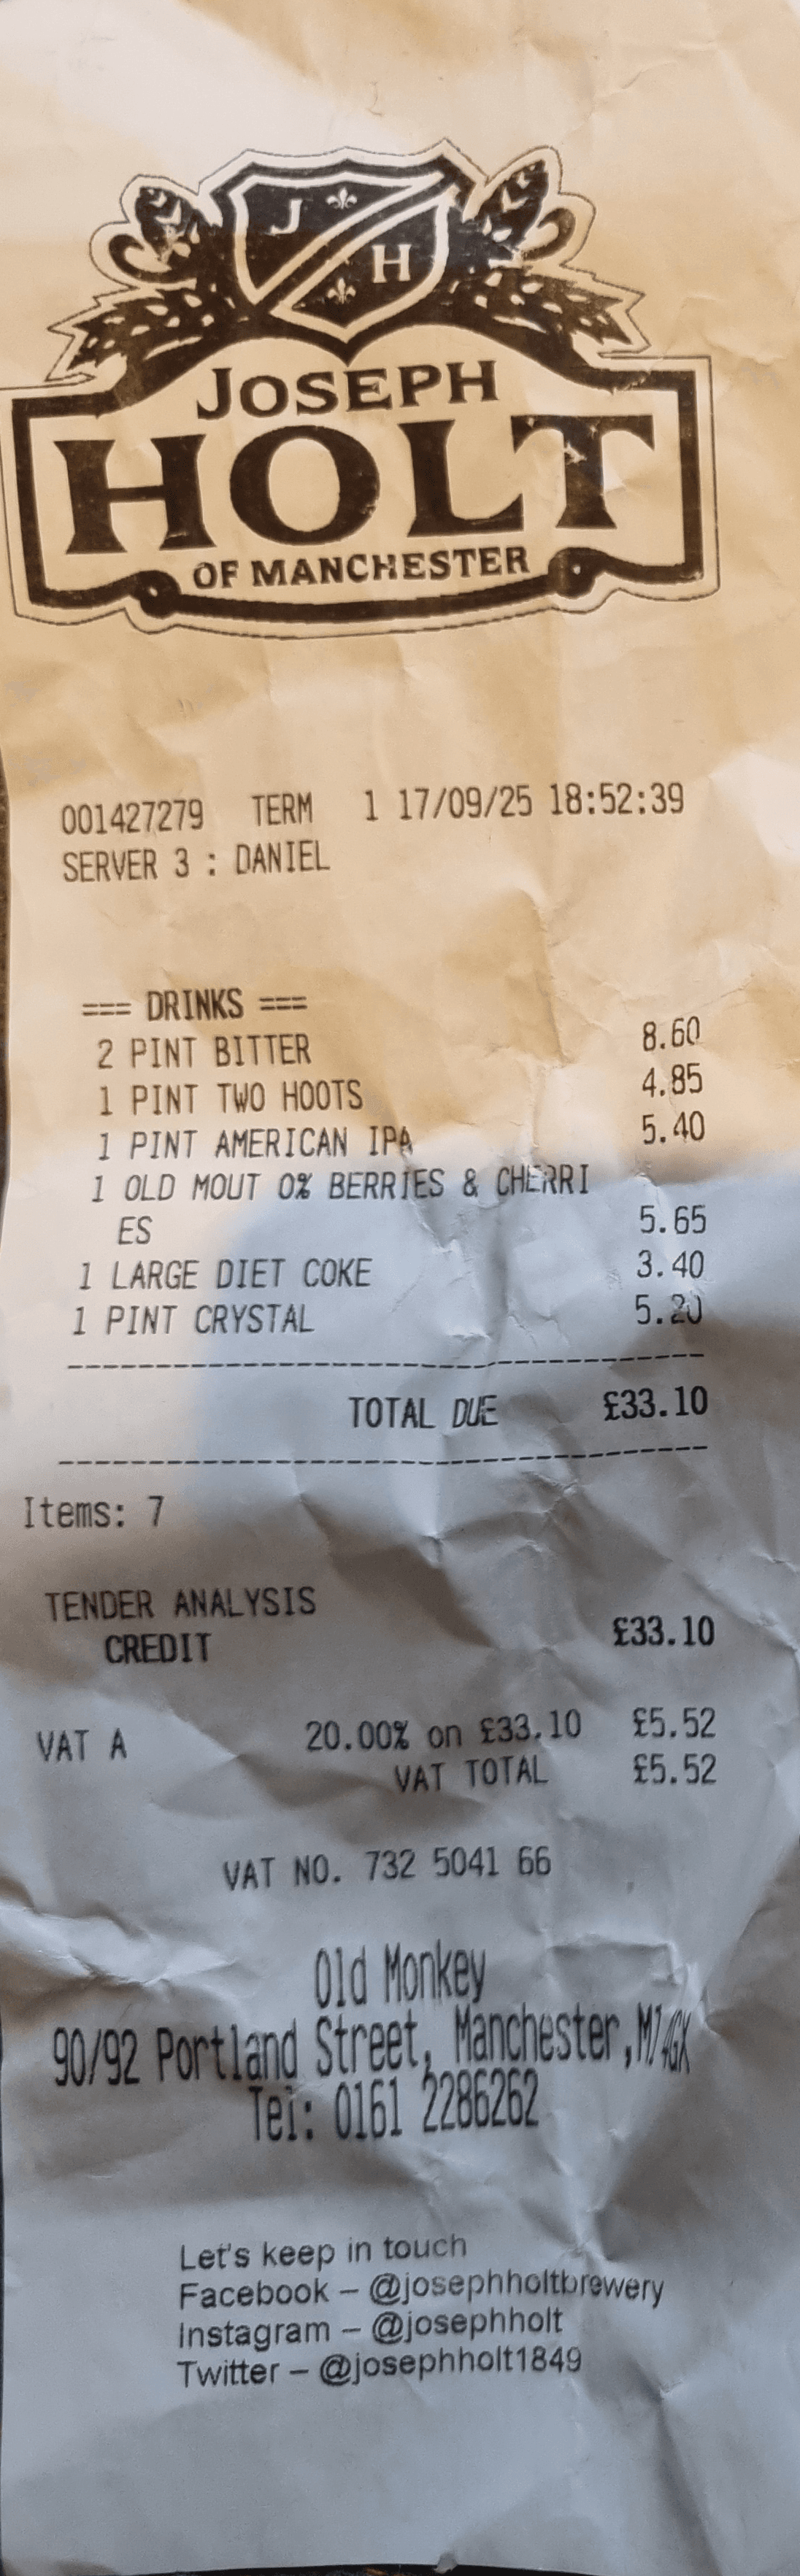 J
H
JOSEPH
HOLT
OF MANCHESTER
001427279 TERM 1 17/09/25 18:52:39
SERVER 3 : DANIEL
=== DRINKS ===
2 PINT BITTER 8.60
1 PINT TWO HOOTS 4.85
1 PINT AMERICAN IPA 5.40
1 OLD MOUT 0% BERRIES & CHERRI
ES 5.65
1 LARGE DIET COKE 3.40
1 PINT CRYSTAL 5.20
TOTAL DUE £33.10
Items: 7
TENDER ANALYSIS
CREDIT £33.10
VAT A 20.00% on £33.10 £5.52
VAT TOTAL £5.52
VAT NO. 732 5041 66
Old Monkey
90/92 Portland Street, Manchester,M1 4GX
Tel: 0161 2286262
Let's keep in touch
Facebook – @josephholtbrewery
Instagram – @josephholt
Twitter – @josephholt1849